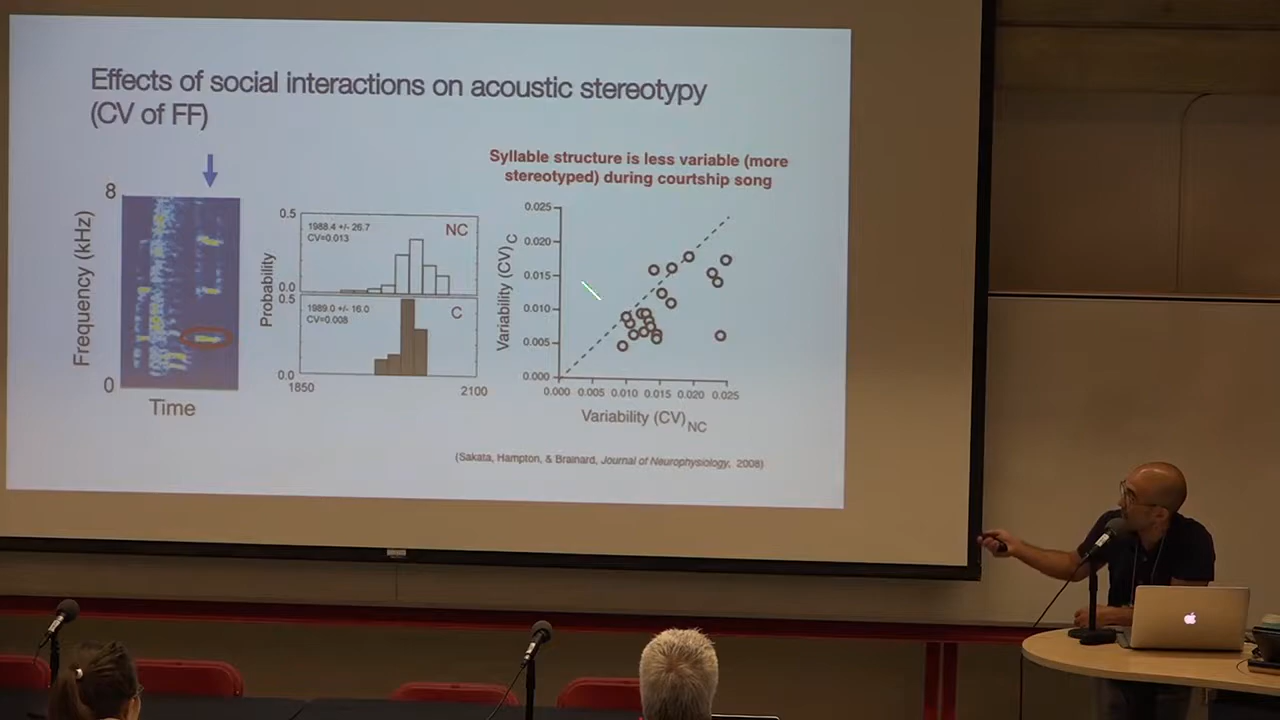 Effects of social interactions on acoustic stereotypy
(CV of FF)
Syllable structure is less variable (more
stereotyped) during courtship song
8
0
Frequency (kHz)
Time
0.5
0.0
Probability
1988.4 +/- 26.7
CV=0.013
NC
0.5
0.0
1989.0 +/- 16.0
CV=0.008
C
1850
2100
0.025
0.020
0.015
0.010
0.005
0.000
Variability (CV)C
0.000 0.005 0.010 0.015 0.020 0.025
Variability (CV)NC
(Sakata, Hampton, & Brainard, Journal of Neurophysiology, 2008)